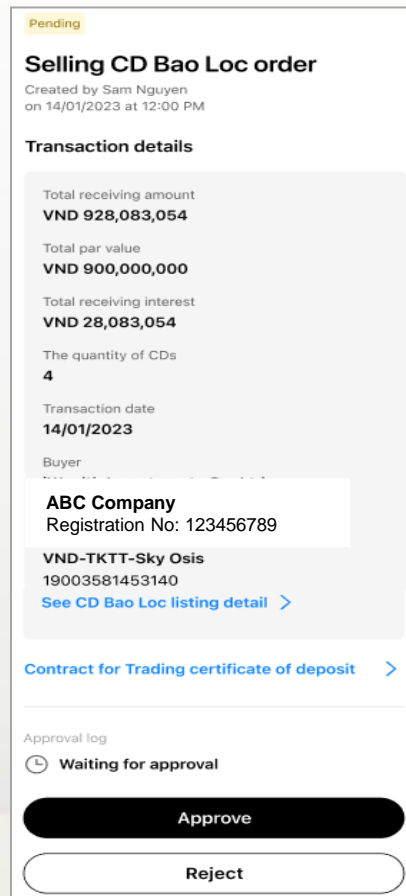 Pending
Selling CD Bao Loc order
Created by Sam Nguyen
on 14/01/2023 at 12:00 PM
Transaction details
Total receiving amount
VND 928,083,054
Total par value
VND 900,000,000
Total receiving interest
VND 28,083,054
The quantity of CDs
4
Transaction date
14/01/2023
Buyer
ABC Company
Registration No: 123456789
VND-TKTT-Sky Osis
19003581453140
See CD Bao Loc listing detail
Contract for Trading certificate of deposit
Approval log
Waiting for approval
Approve
Reject